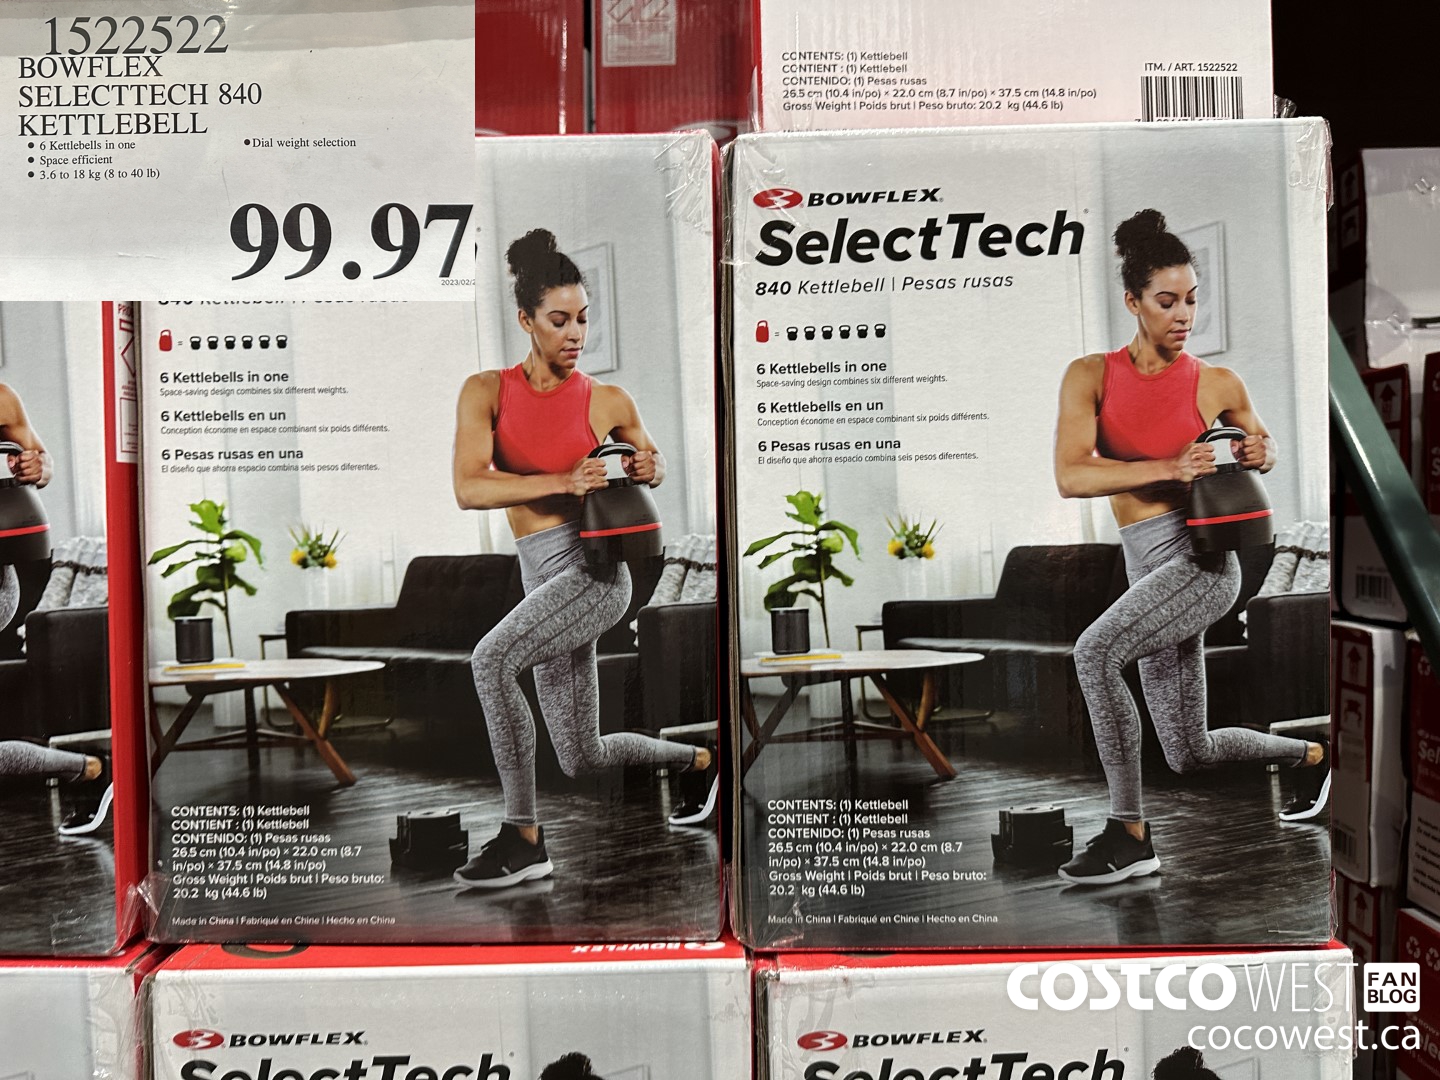 1522522
BOWFLEX
SELECTTECH 840
KETTLEBELL
• 6 Kettlebells in one
• Space efficient
• 3.6 to 18 kg (8 to 40 lb)
• Dial weight selection
99.97
CONTENTS: (1) Kettlebell
CONTIENT : (1) Kettlebell
CONTENIDO: (1) Pesas rusas
26.5 cm (10.4 in/po) × 22.0 cm (8.7 in/po) × 37.5 cm (14.8 in/po)
Gross Weight | Poids brut | Peso bruto: 20.2 kg (44.6 lb)
ITM. / ART. 1522522
840 Kettlebell | Pesas rusas
=
6 Kettlebells in one
Space-saving design combines six different weights.
6 Kettlebells en un
Conception économe en espace combinant six poids différents.
6 Pesas rusas en una
El diseño que ahorra espacio combina seis pesos diferentes.
CONTENTS: (1) Kettlebell
CONTIENT : (1) Kettlebell
CONTENIDO: (1) Pesas rusas
26.5 cm (10.4 in/po) × 22.0 cm (8.7
in/po) × 37.5 cm (14.8 in/po)
Gross Weight | Poids brut | Peso bruto:
20.2 kg (44.6 lb)
Made in China | Fabriqué en Chine | Hecho en China
BOWFLEX
SelectTech
840 Kettlebell | Pesas rusas
=
6 Kettlebells in one
Space-saving design combines six different weights.
6 Kettlebells en un
Conception économe en espace combinant six poids différents.
6 Pesas rusas en una
El diseño que ahorra espacio combina seis pesos diferentes.
CONTENTS: (1) Kettlebell
CONTIENT : (1) Kettlebell
CONTENIDO: (1) Pesas rusas
26.5 cm (10.4 in/po) × 22.0 cm (8.7
in/po) × 37.5 cm (14.8 in/po)
Gross Weight | Poids brut | Peso bruto:
20.2 kg (44.6 lb)
Made in China | Fabriqué en Chine | Hecho en China
BOWFLEX
BOWFLEX
SelectTech
BOWFLEX
SelectTech
COSTCO WEST FAN BLOG
cocowest.ca